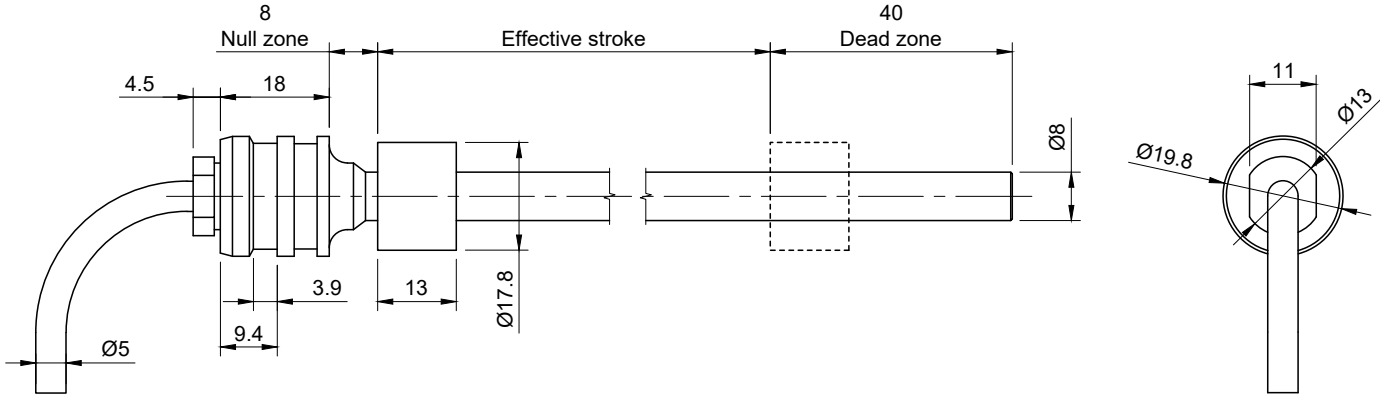 8
Null zone
Effective stroke
40
Dead zone
4.5
18
11
Ø13
Ø8
Ø19.8
3.9
13
Ø17.8
9.4
Ø5